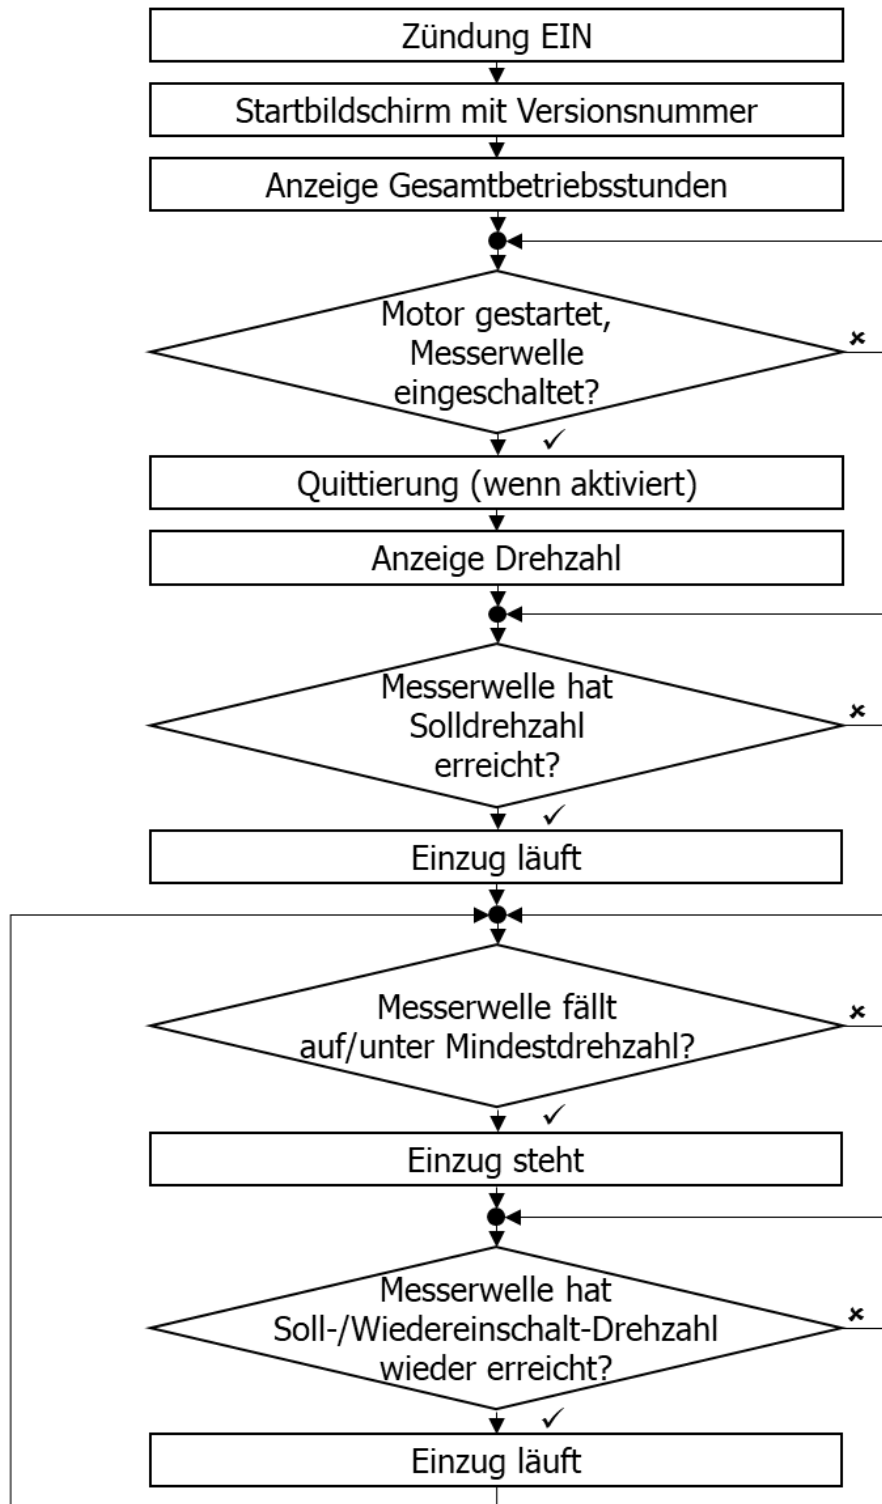 Zündung EIN
Startbildschirm mit Versionsnummer
Anzeige Gesamtbetriebsstunden
Motor gestartet,
Messerwelle
eingeschaltet?
Quittierung (wenn aktiviert)
Anzeige Drehzahl
Messerwelle hat
Solldrehzahl
erreicht?
Einzug läuft
Messerwelle fällt
auf/unter Mindestdrehzahl?
Einzug steht
Messerwelle hat
Soll-/Wiedereinschalt-Drehzahl
wieder erreicht?
Einzug läuft